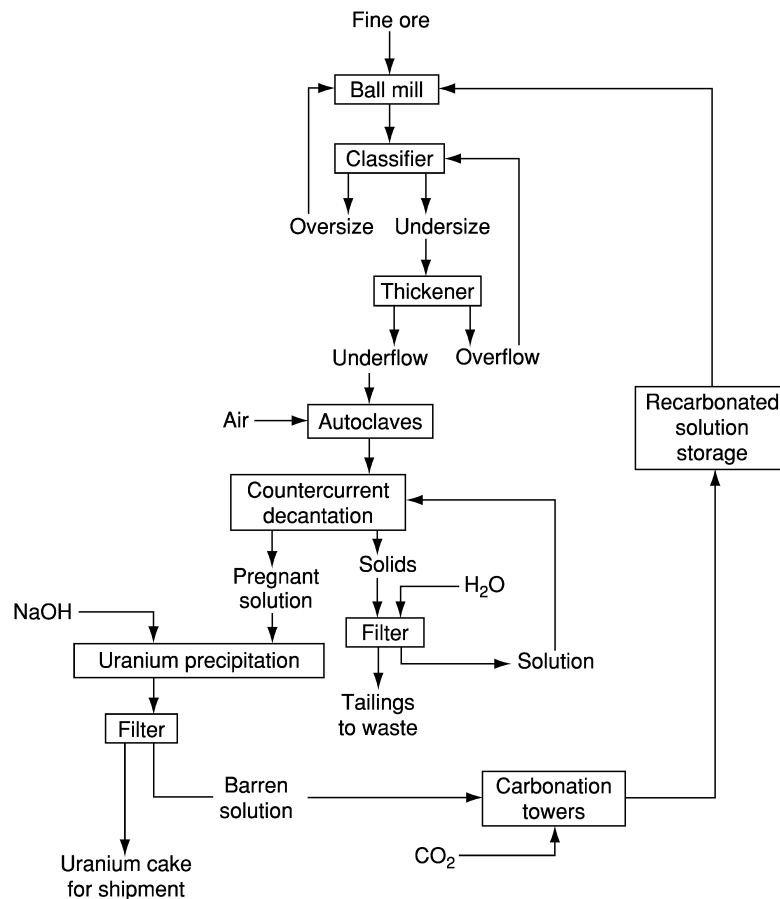 Fine ore
Ball mill
Classifier
Oversize
Undersize
Thickener
Underflow
Overflow
Recarbonated
solution
storage
Air
Autoclaves
Countercurrent
decantation
Solids
Pregnant
solution
H₂O
NaOH
Filter
Uranium precipitation
Solution
Tailings
to waste
Filter
Barren
solution
Carbonation
towers
CO₂
Uranium cake
for shipment